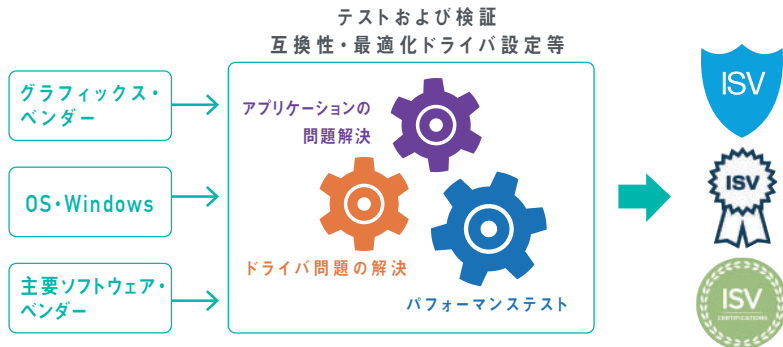 テストおよび検証
互換性・最適化ドライバ設定等
グラフィックス・
ベンダー
OS・Windows
主要ソフトウェア・
ベンダー
アプリケーションの
問題解決
ドライバ問題の解決
パフォーマンステスト
ISV
ISV
ISV
CERTIFICATIONS